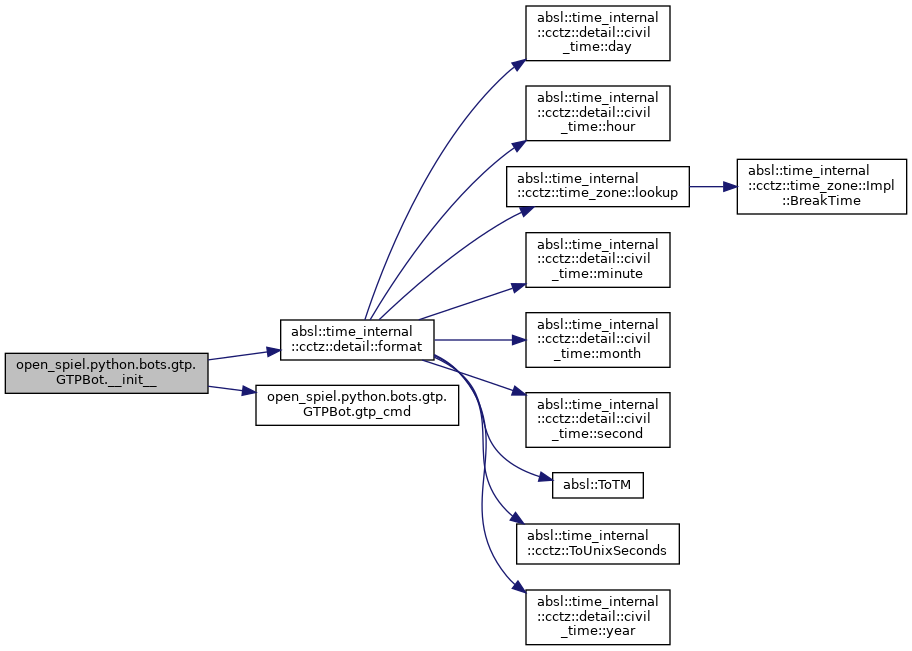 absl::time_internal
::cctz::detail::civil
_time::day
absl::time_internal
::cctz::detail::civil
_time::hour
absl::time_internal
::cctz::time_zone::lookup
absl::time_internal
::cctz::time_zone::Impl
::BreakTime
absl::time_internal
::cctz::detail::civil
_time::minute
absl::time_internal
::cctz::detail::format
absl::time_internal
::cctz::detail::civil
_time::month
open_spiel.python.bots.gtp.
GTPBot.__init__
open_spiel.python.bots.gtp.
GTPBot.gtp_cmd
absl::time_internal
::cctz::detail::civil
_time::second
absl::ToTM
absl::time_internal
::cctz::ToUnixSeconds
absl::time_internal
::cctz::detail::civil
_time::year